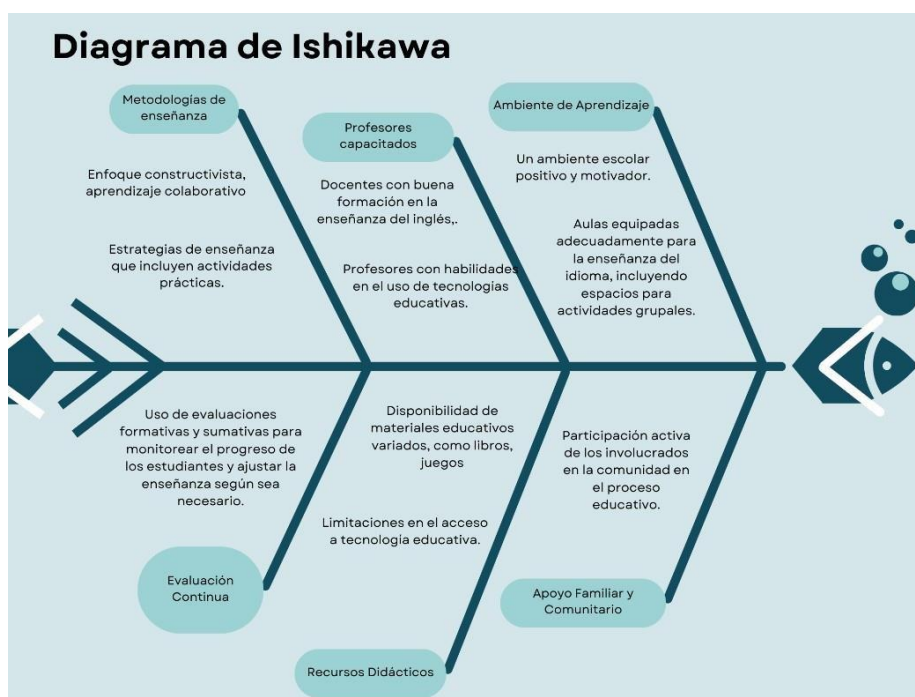 Diagrama de Ishikawa
Metodologías de
enseñanza
Enfoque constructivista,
aprendizaje colaborativo
Estrategias de enseñanza
que incluyen actividades
prácticas.
Profesores
capacitados
Docentes con buena
formación en la
enseñanza del inglés,.
Profesores con habilidades
en el uso de tecnologías
educativas.
Ambiente de Aprendizaje
Un ambiente escolar
positivo y motivador.
Aulas equipadas
adecuadamente para
la enseñanza del
idioma, incluyendo
espacios para
actividades grupales.
Uso de evaluaciones
formativas y sumativas para
monitorear el progreso de
los estudiantes y ajustar la
enseñanza según sea
necesario.
Evaluación
Continua
Disponibilidad de
materiales educativos
variados, como libros,
juegos
Limitaciones en el acceso
a tecnología educativa.
Recursos Didácticos
Participación activa
de los involucrados
en la comunidad en
el proceso
educativo.
Apoyo Familiar y
Comunitario